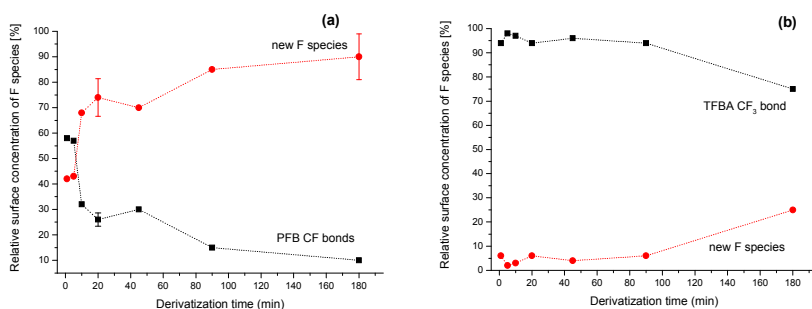 (a)
Relative surface concentration of F species [%]
100
90
80
70
60
50
40
30
20
10
new F species
PFB CF bonds
0 20 40 60 80 100 120 140 160 180
Derivatization time (min)
(b)
Relative surface concentration of F species [%]
100
90
80
70
60
50
40
30
20
10
0
TFBA CF₃ bond
new F species
0 20 40 60 80 100 120 140 160 180
Derivatization time (min)